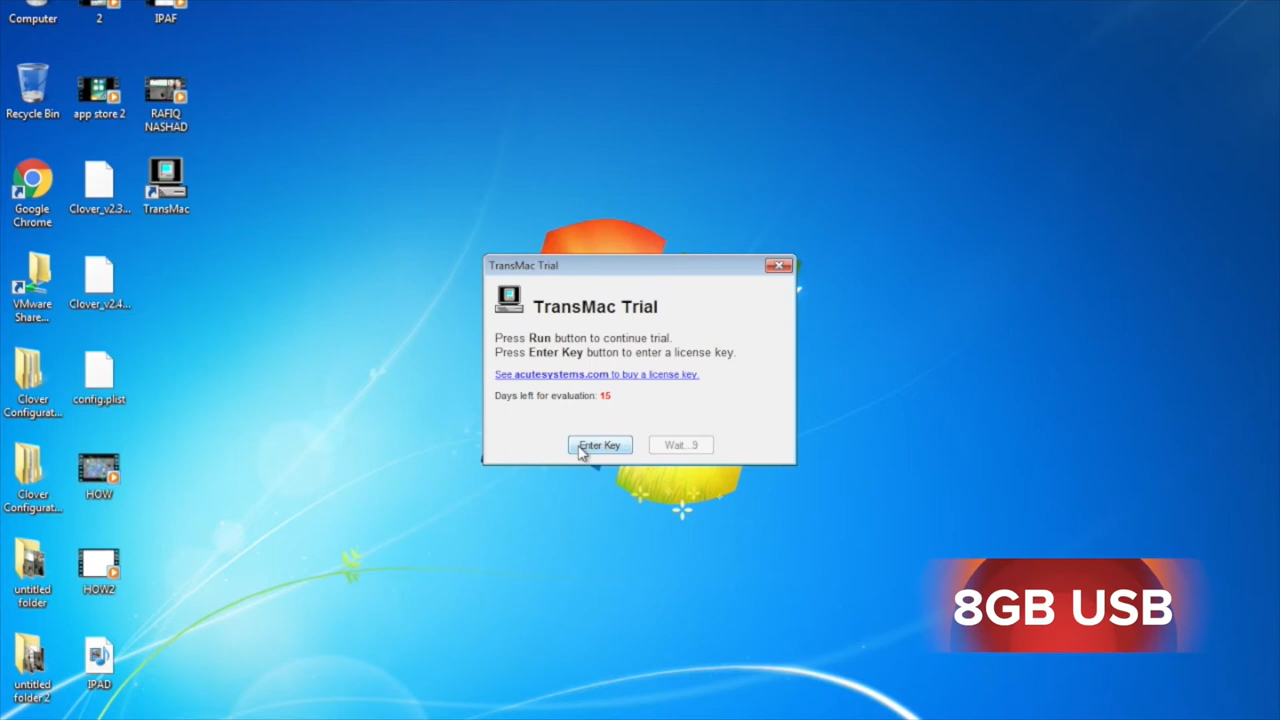 Computer
2
IPAF
Recycle Bin
app store 2
RAFIQ
NASHAD
Google
Chrome
Clover_v2.3...
TransMac
VMware
Share...
Clover_v2.4...
Clover
Configurat...
config.plist
Clover
Configurat...
HOW
untitled
folder
HOW2
untitled
folder 2
IPAD
TransMac Trial
TransMac Trial
Press Run button to continue trial.
Press Enter Key button to enter a license key.
See acutesystems.com to buy a license key.
Days left for evaluation: 15
Enter Key
Wait...9
8GB USB